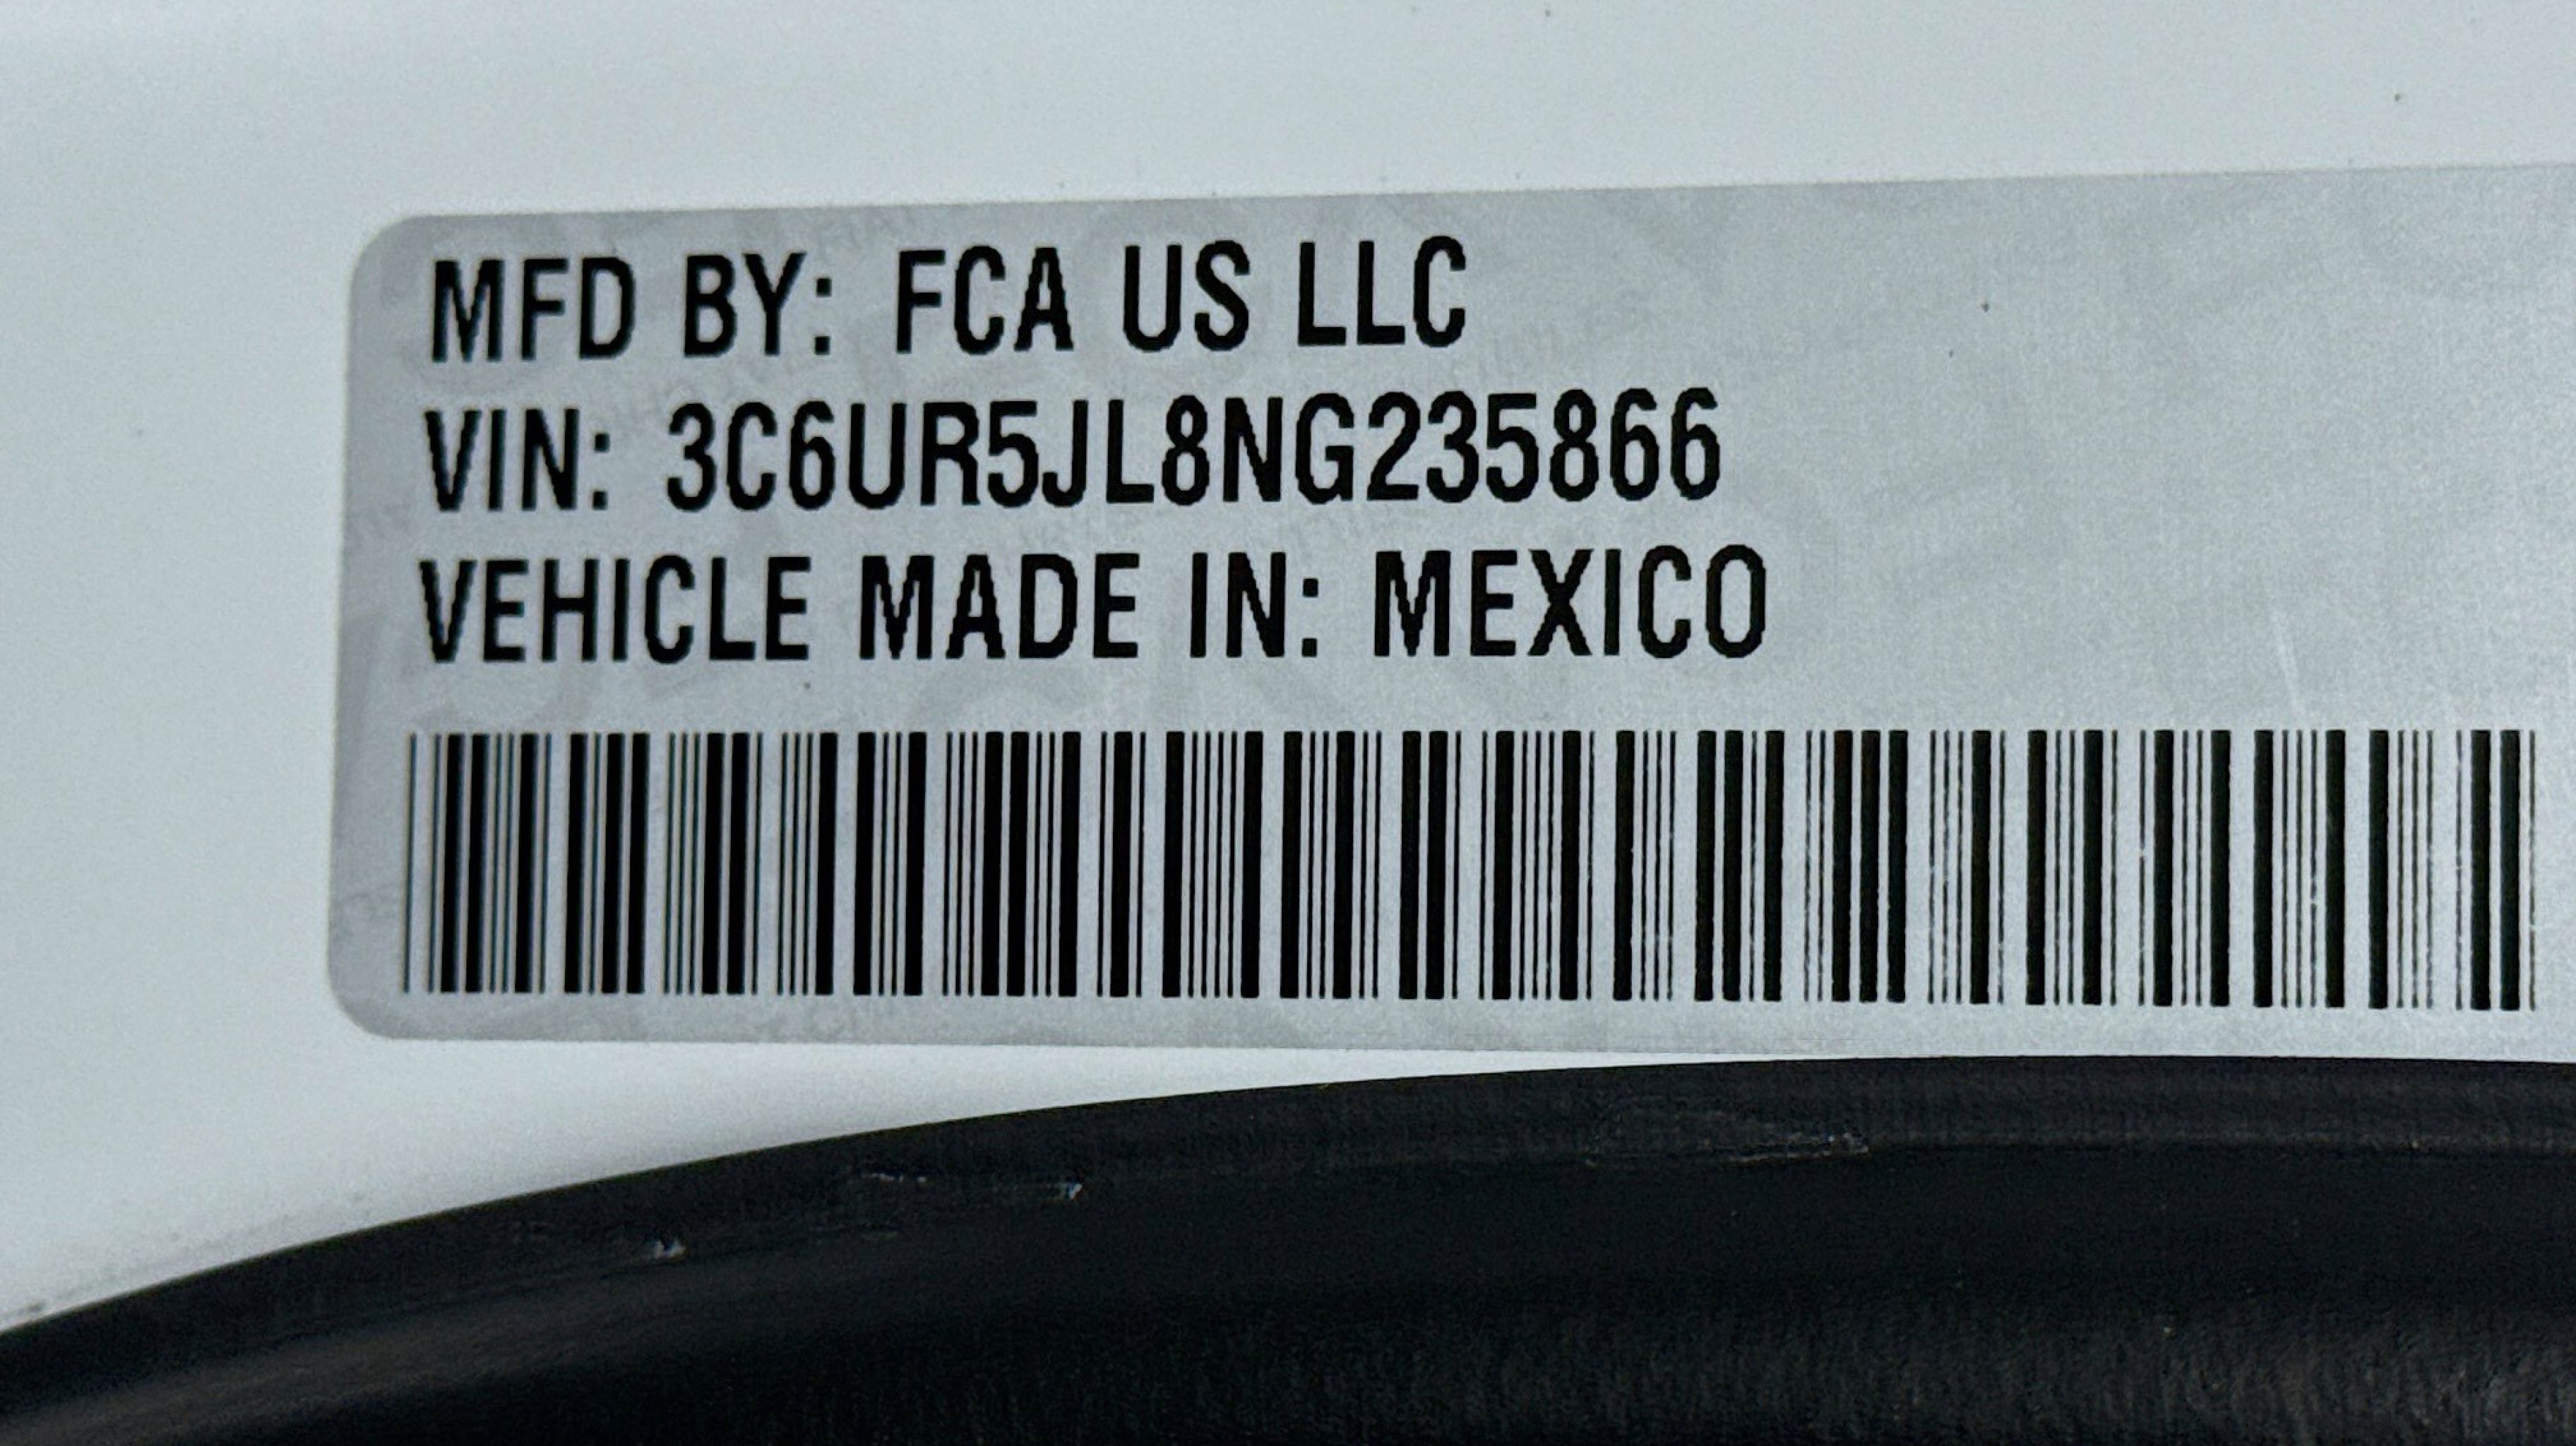 MFD BY: FCA US LLC
VIN: 3C6UR5JL8NG235866
VEHICLE MADE IN: MEXICO